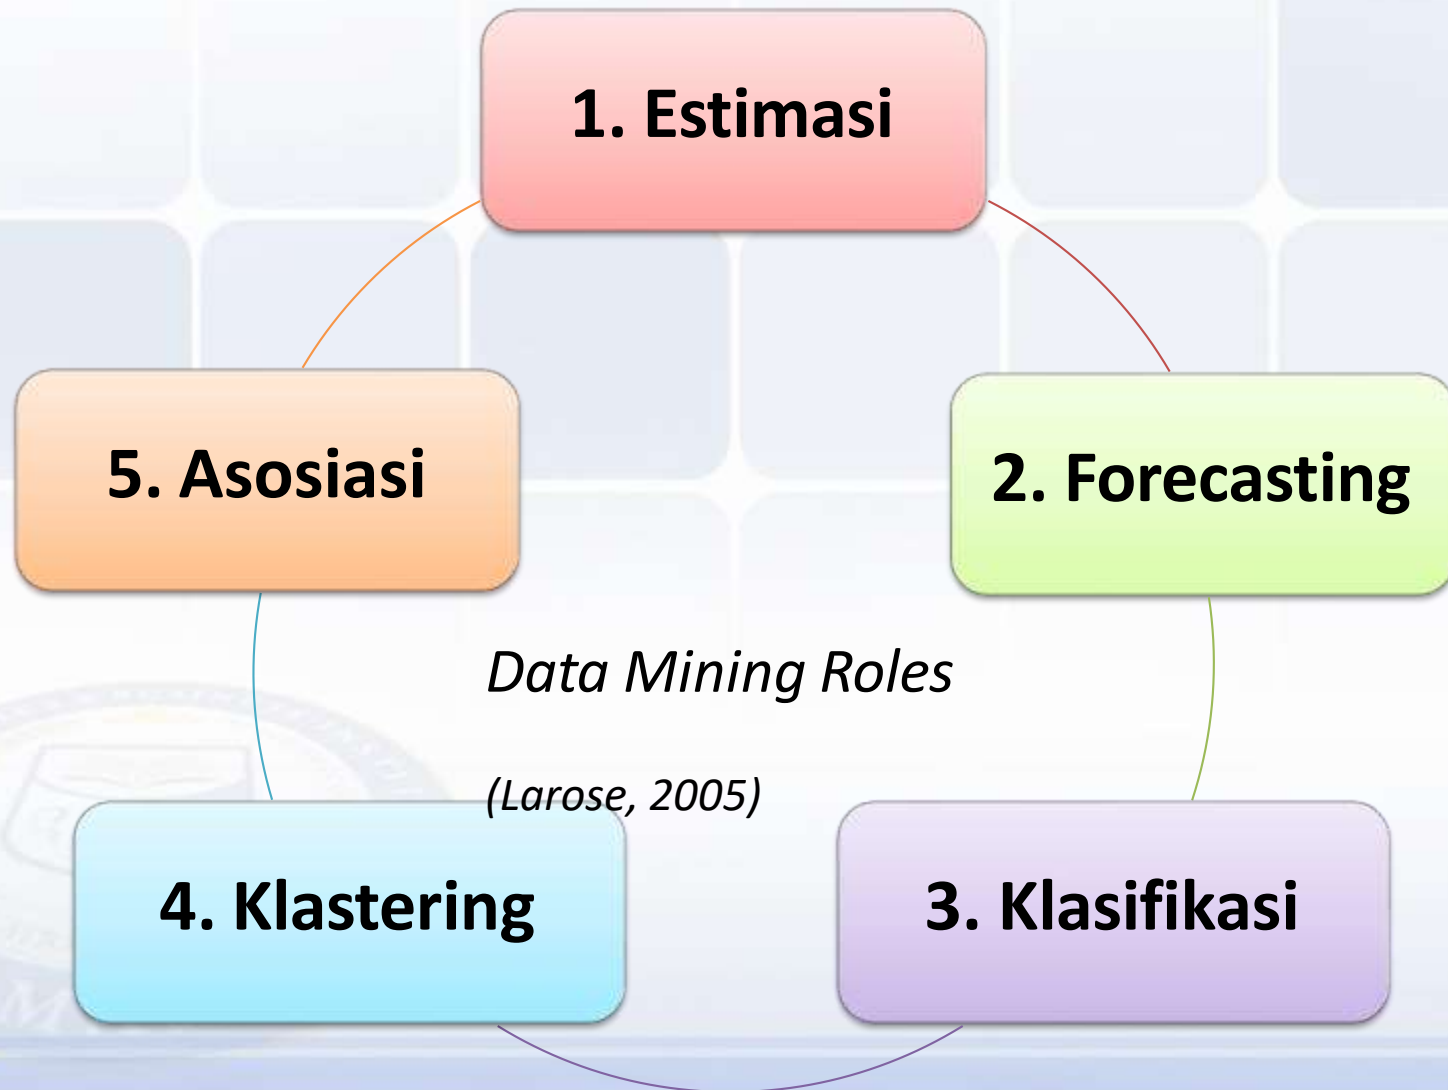 1. Estimasi
2. Forecasting
3. Klasifikasi
4. Klastering
5. Asosiasi
Data Mining Roles
(Larose, 2005)